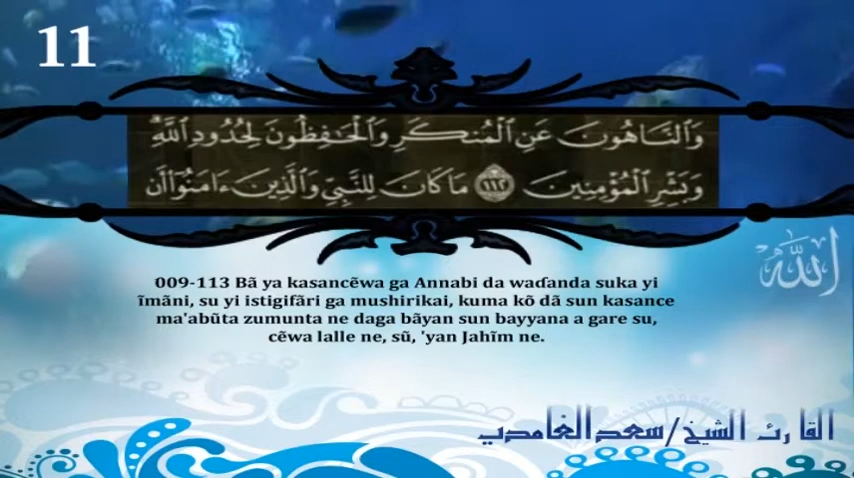 11
وَٱلنَّاهُونَ عَنِ ٱلْمُنكَرِ وَٱلْحَٰفِظُونَ لِحُدُودِ ٱللَّهِ
وَبَشِّرِ ٱلْمُؤْمِنِينَ ١١٢ مَا كَانَ لِلنَّبِيِّ وَٱلَّذِينَ ءَامَنُوٓا۟ أَن
009-113 Bã ya kasancẽwa ga Annabi da waɗanda suka yi
ĩmãni, su yi istigifãri ga mushirikai, kuma kõ dã sun kasance
ma'abũta zumunta ne daga bãyan sun bayyana a gare su,
cẽwa lalle ne, sũ, 'yan Jahĩm ne.
الله
القارئ الشيخ/سعد الغامدي